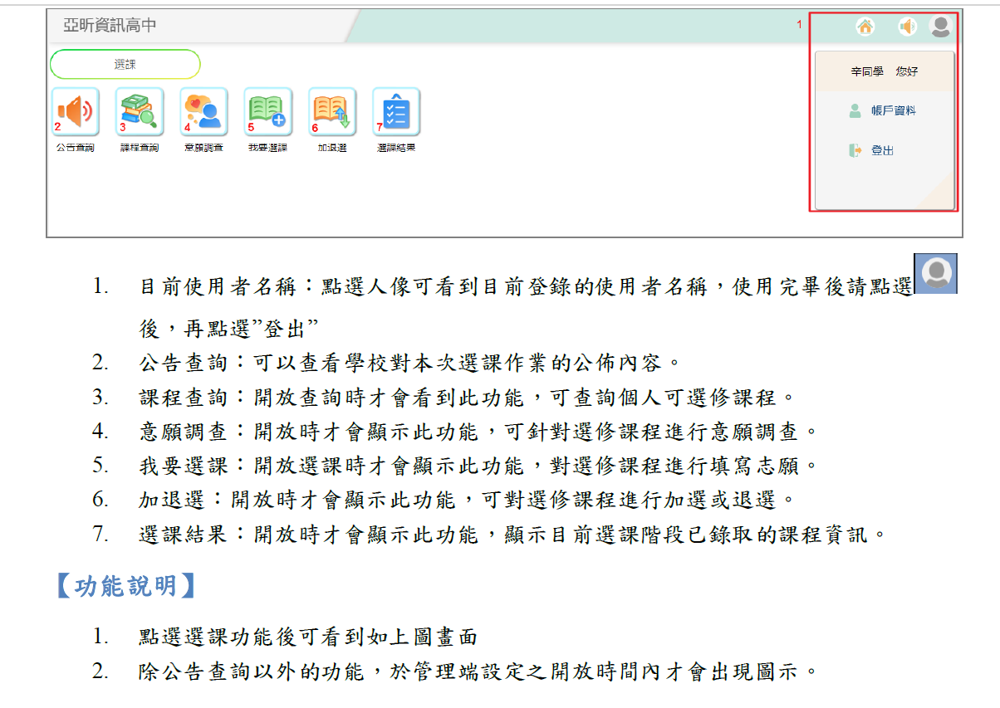 亞昕資訊高中
1
選課
辛同學 您好
帳戶資料
登出
2 3 4 5 6 7
公告查詢 課程查詢 意願調查 我要選課 加退選 選課結果
1. 目前使用者名稱：點選人像可看到目前登錄的使用者名稱，使用完畢後請點選
後，再點選”登出”
2. 公告查詢：可以查看學校對本次選課作業的公佈內容。
3. 課程查詢：開放查詢時才會看到此功能，可查詢個人可選修課程。
4. 意願調查：開放時才會顯示此功能，可針對選修課程進行意願調查。
5. 我要選課：開放選課時才會顯示此功能，對選修課程進行填寫志願。
6. 加退選：開放時才會顯示此功能，可對選修課程進行加選或退選。
7. 選課結果：開放時才會顯示此功能，顯示目前選課階段已錄取的課程資訊。
【功能說明】
1. 點選選課功能後可看到如上圖畫面
2. 除公告查詢以外的功能，於管理端設定之開放時間內才會出現圖示。